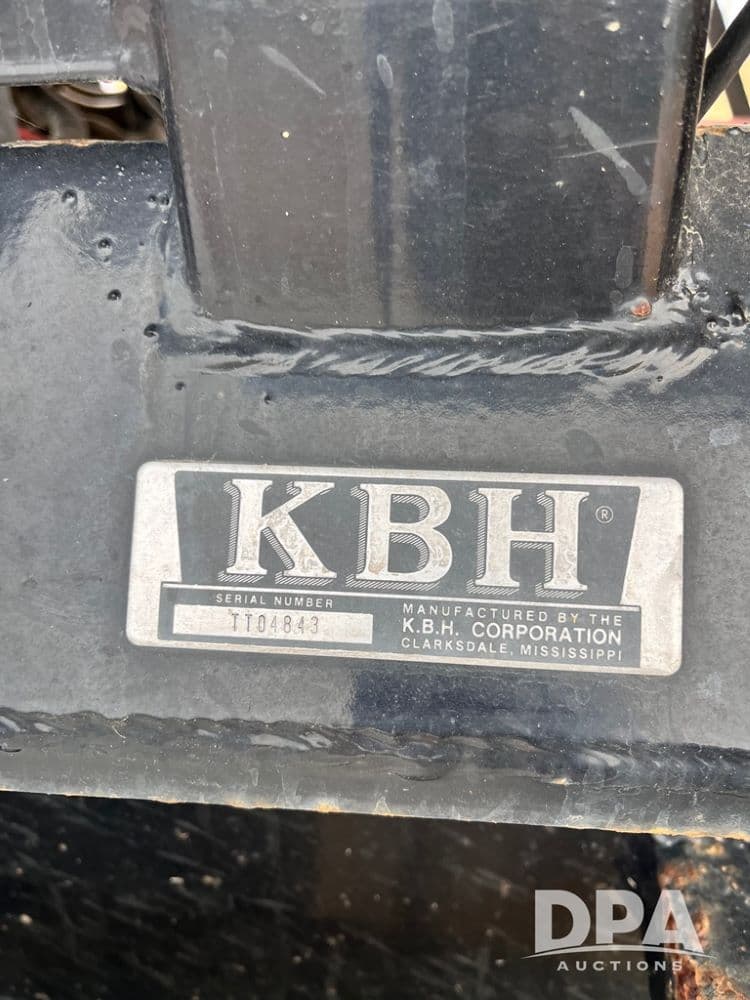 KBH®
SERIAL NUMBER
TT04843
MANUFACTURED BY THE
K.B.H. CORPORATION
CLARKSDALE, MISSISSIPPI
DPA
AUCTIONS